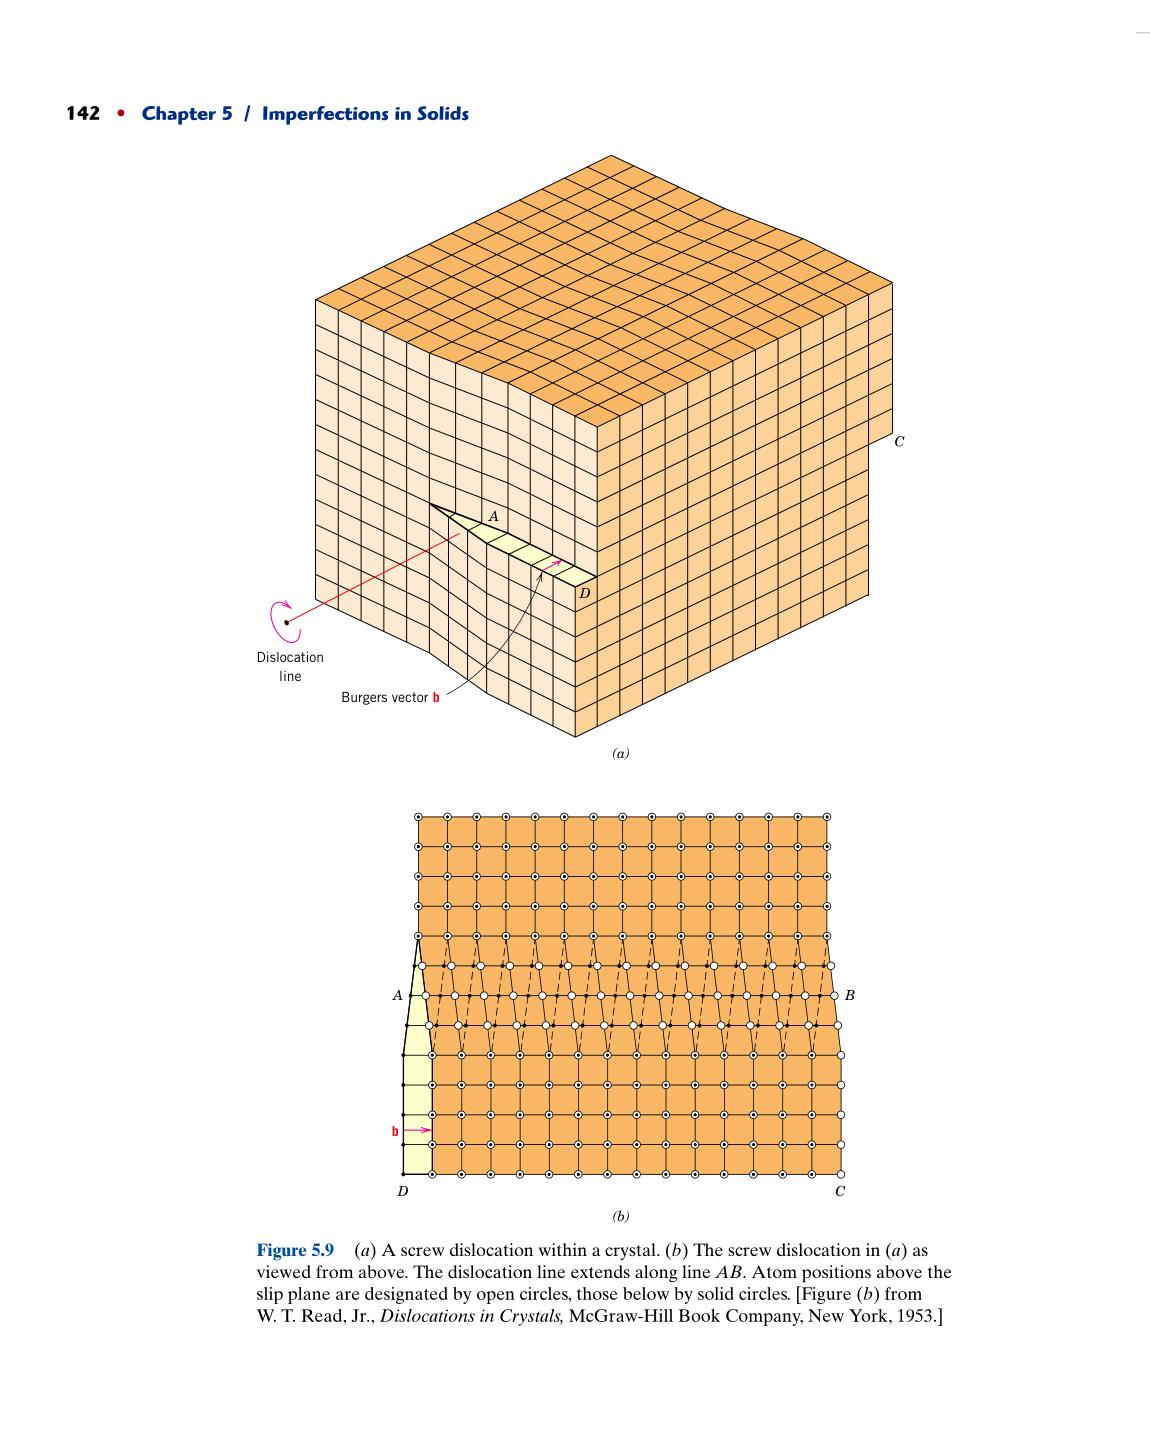 142 • Chapter 5 / Imperfections in Solids
C
A
D
Dislocation
line
Burgers vector b
(a)
A
B
b
D
C
(b)
Figure 5.9 (a) A screw dislocation within a crystal. (b) The screw dislocation in (a) as
viewed from above. The dislocation line extends along line AB. Atom positions above the
slip plane are designated by open circles, those below by solid circles. [Figure (b) from
W. T. Read, Jr., Dislocations in Crystals, McGraw-Hill Book Company, New York, 1953.]